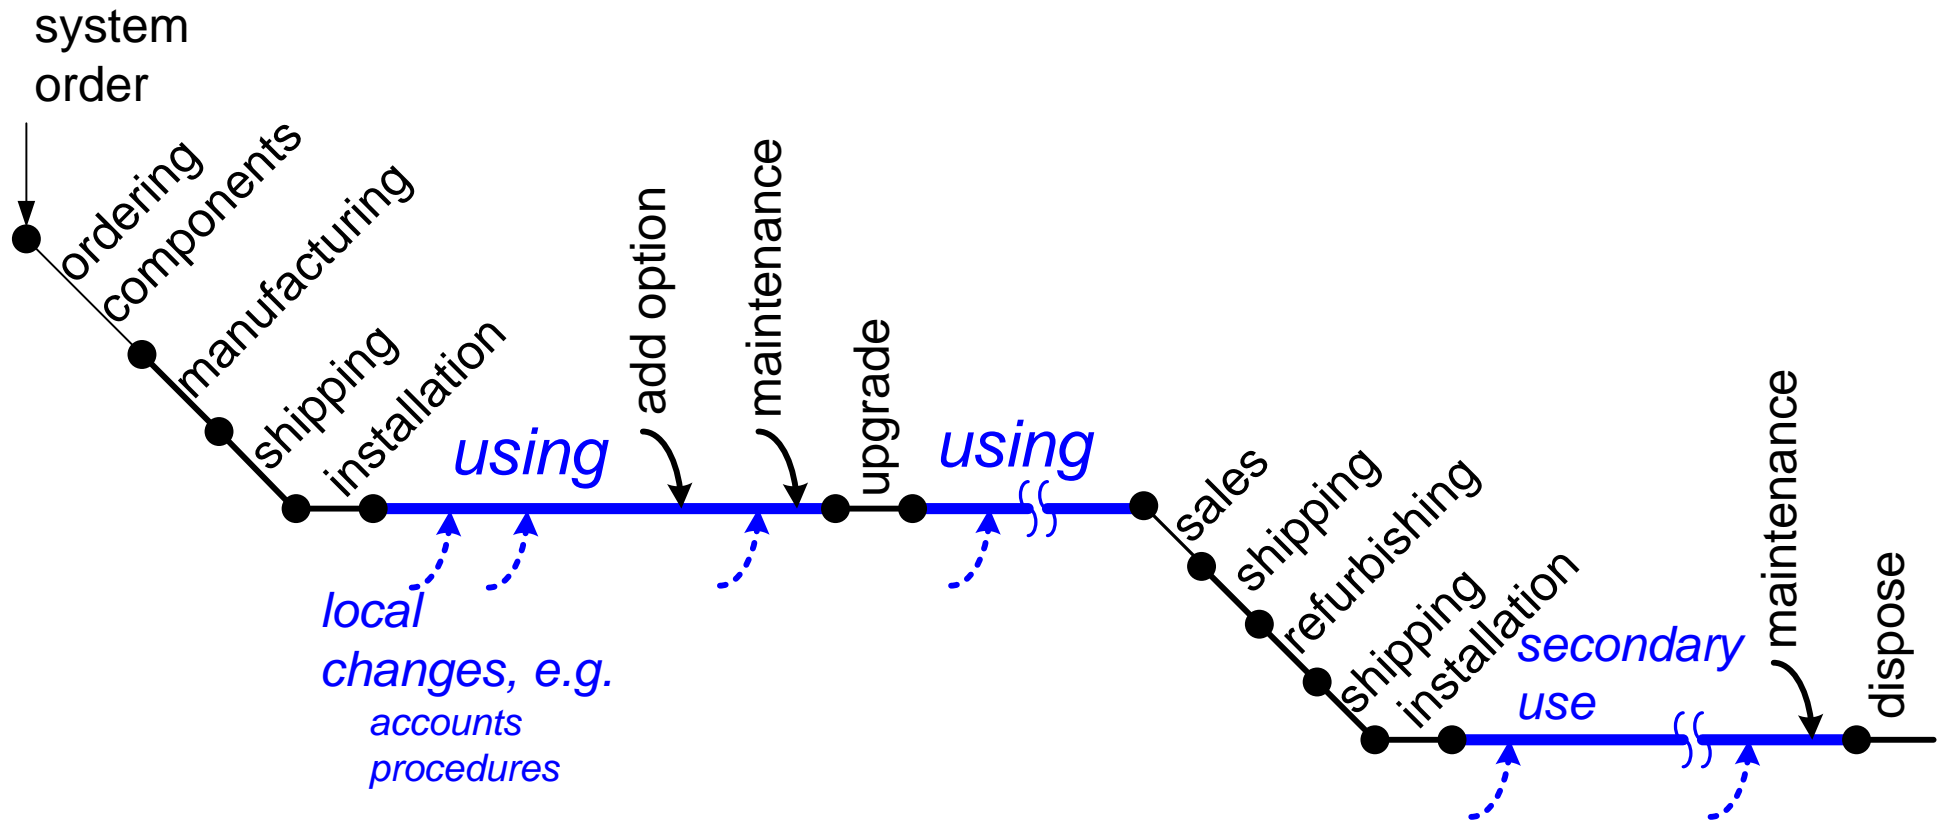 system
order
ordering
components
manufacturing
shipping
installation
using
add option
maintenance
upgrade
using
local
changes, e.g.
accounts
procedures
sales
shipping
refurbishing
shipping
installation
secondary
use
maintenance
dispose